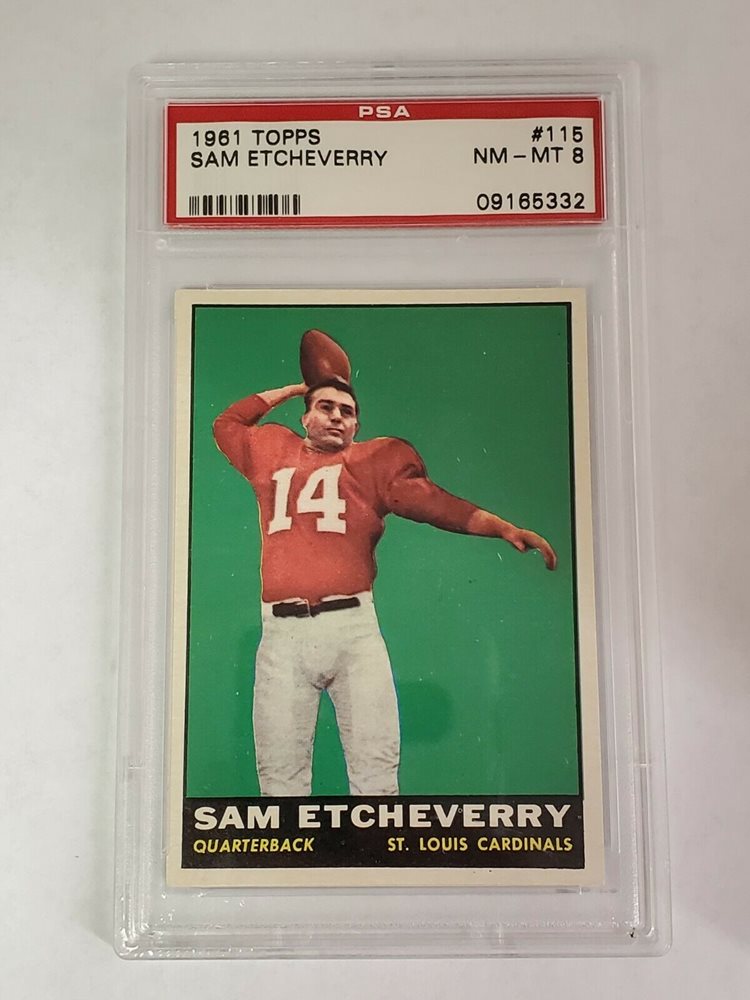 PSA
1961 TOPPS #115
SAM ETCHEVERRY NM - MT 8
09165332
14
SAM ETCHEVERRY
QUARTERBACK ST. LOUIS CARDINALS